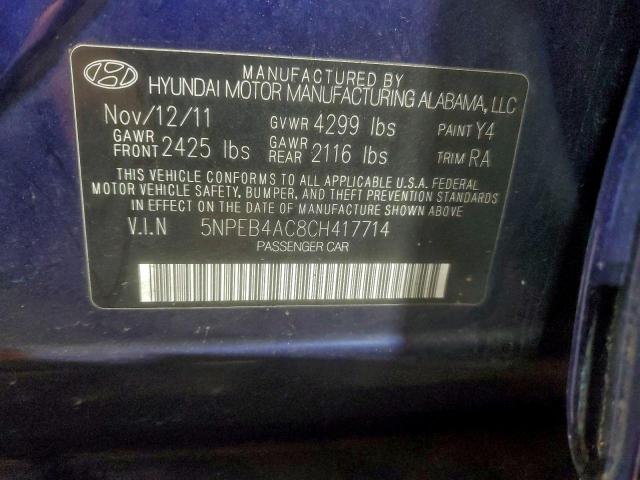 MANUFACTURED BY
HYUNDAI MOTOR MANUFACTURING ALABAMA, LLC
Nov/12/11 GVWR 4299 lbs PAINT Y4
GAWR FRONT 2425 lbs GAWR REAR 2116 lbs TRIM RA
THIS VEHICLE CONFORMS TO ALL APPLICABLE U.S.A. FEDERAL
MOTOR VEHICLE SAFETY, BUMPER, AND THEFT PREVENTION STANDARDS
IN EFFECT ON THE DATE OF MANUFACTURE SHOWN ABOVE
V.I.N 5NPEB4AC8CH417714
PASSENGER CAR